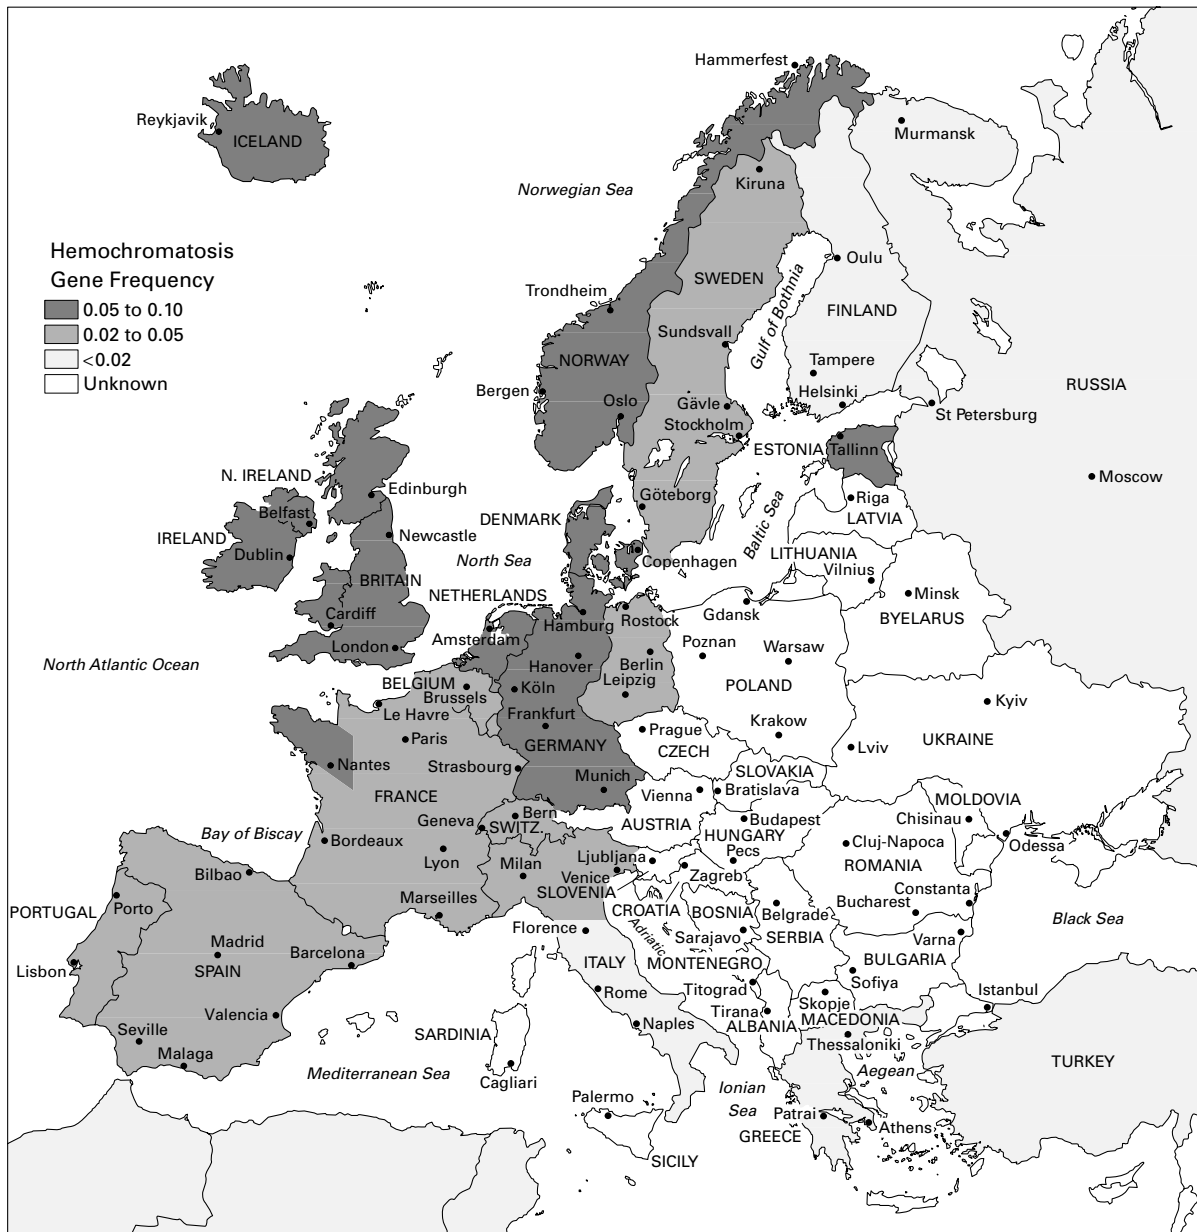 Hammerfest
Reykjavik
ICELAND
Murmansk
Norwegian Sea
Kiruna
Hemochromatosis
Gene Frequency
0.05 to 0.10
0.02 to 0.05
<0.02
Unknown
Oulu
SWEDEN
Gulf of Bothnia
Trondheim
FINLAND
Sundsvall
NORWAY
Tampere
Helsinki
RUSSIA
Bergen
Oslo
Gävle
Stockholm
St Petersburg
ESTONIA
Tallinn
Moscow
N. IRELAND
Edinburgh
Göteborg
Riga
LATVIA
Belfast
DENMARK
Baltic Sea
IRELAND
Newcastle
Dublin
North Sea
Copenhagen
LITHUANIA
Vilnius
BRITAIN
NETHERLANDS
Minsk
Cardiff
Hamburg
Rostock
Gdansk
BYELARUS
Amsterdam
London
Hanover
Berlin
Poznan
Warsaw
North Atlantic Ocean
BELGIUM
Brussels
Köln
Leipzig
POLAND
Le Havre
Frankfurt
Kyiv
Paris
GERMANY
Prague
CZECH
Krakow
Lviv
UKRAINE
Nantes
Strasbourg
Munich
SLOVAKIA
FRANCE
Vienna
Bratislava
MOLDOVIA
Bern
Geneva
SWITZ.
AUSTRIA
Budapest
HUNGARY
Chisinau
Bay of Biscay
Bordeaux
Pecs
Cluj-Napoca
Odessa
Lyon
Milan
Ljubljana
ROMANIA
Bilbao
Venice
SLOVENIA
Zagreb
Marseilles
CROATIA
BOSNIA
Belgrade
Constanta
Bucharest
PORTUGAL
Porto
Florence
Adriatic
Sarajavo
SERBIA
Varna
Black Sea
Madrid
SPAIN
Barcelona
Lisbon
ITALY
MONTENEGRO
BULGARIA
Sofiya
Rome
Titograd
Skopje
Istanbul
Valencia
Naples
Tirana
ALBANIA
MACEDONIA
Seville
SARDINIA
Thessaloniki
Malaga
Mediterranean Sea
Cagliari
Aegean
TURKEY
Palermo
Ionian
Sea
Patrai
Athens
GREECE
SICILY